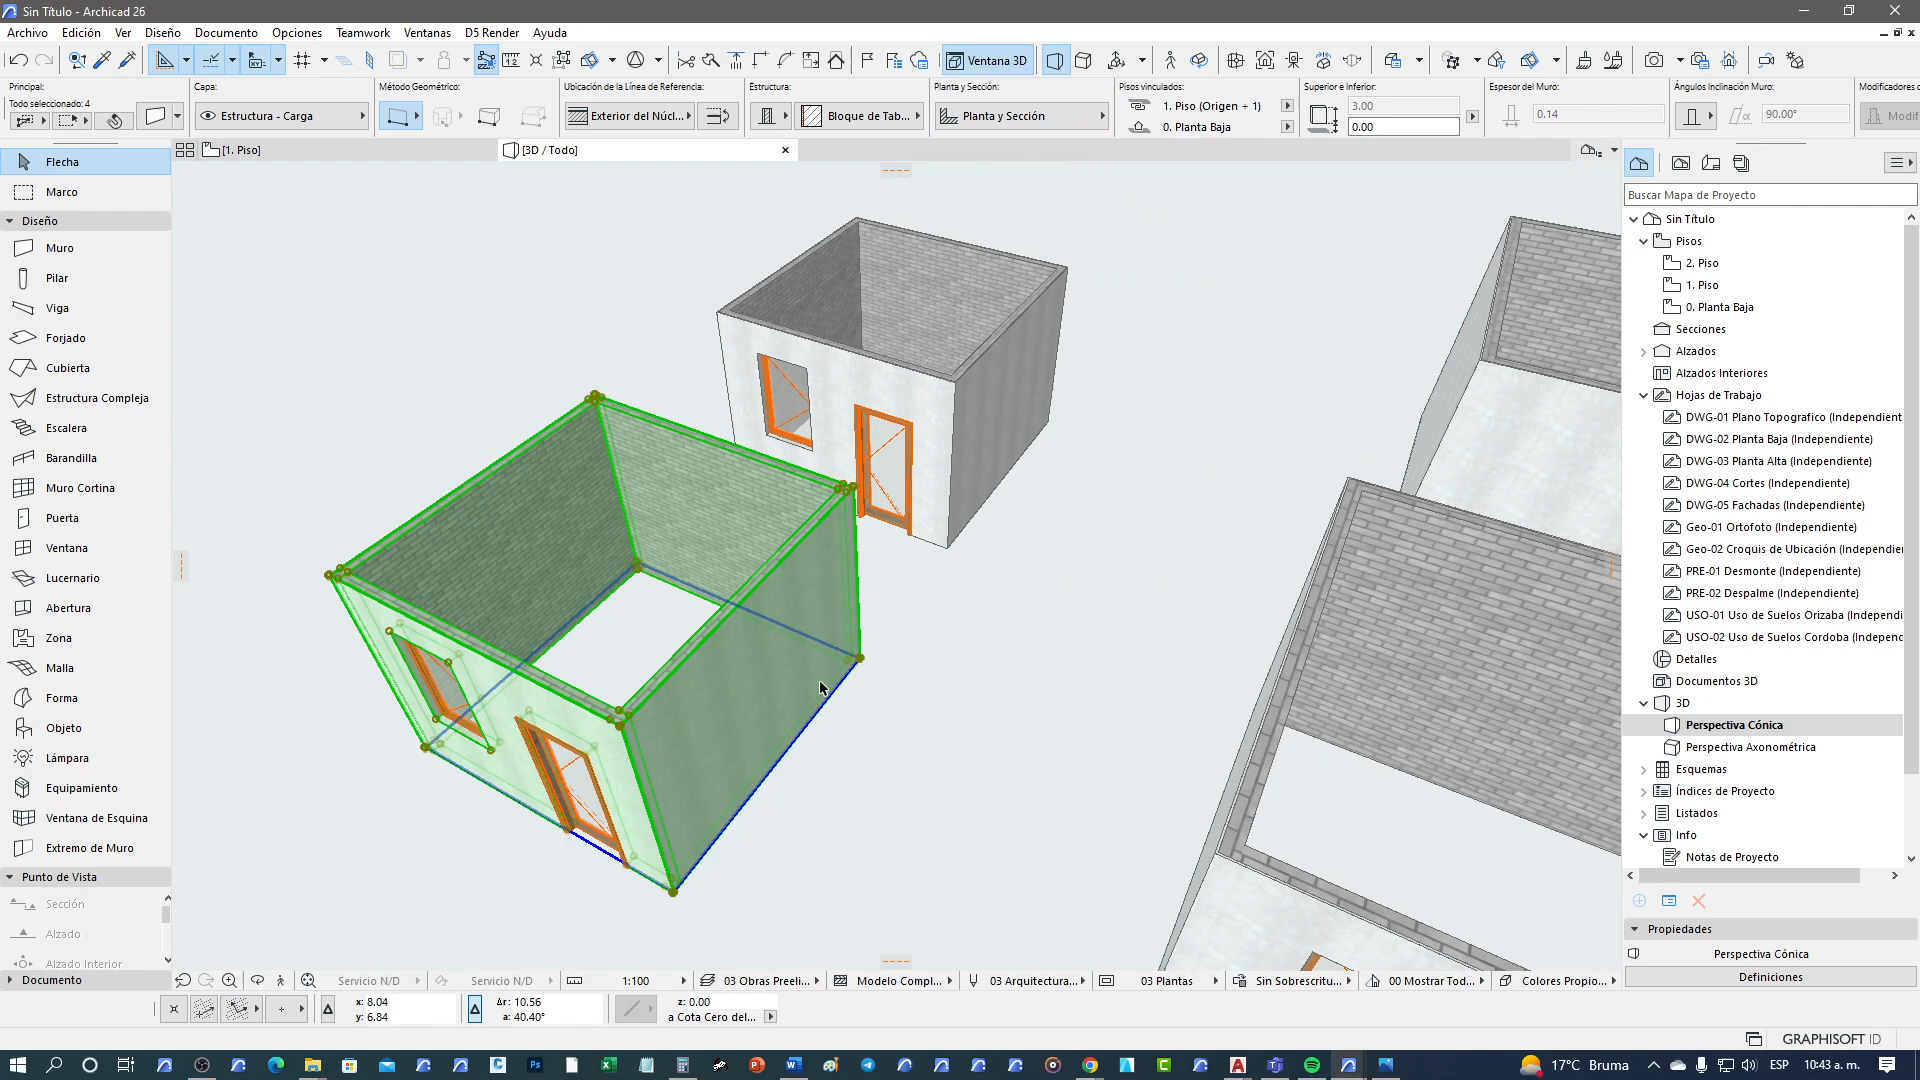 Sin Título - Archicad 26
Archivo Edición Ver Diseño Documento Opciones Teamwork Ventanas D5 Render Ayuda
Ventana 3D
Principal:
Todo seleccionado: 4
Capa:
Estructura - Carga
Método Geométrico:
Ubicación de la Línea de Referencia:
Exterior del Núcl...
Estructura:
Bloque de Tab...
Planta y Sección:
Planta y Sección
Pisos vinculados:
1. Piso (Origen + 1)
0. Planta Baja
Superior e Inferior:
3.00
0.00
Espesor del Muro:
0.14
Ángulos Inclinación Muro:
90.00°
Modificadores
Modif
[1. Piso]
[3D / Todo]
Flecha
Marco
Diseño
Muro
Pilar
Viga
Forjado
Cubierta
Estructura Compleja
Escalera
Barandilla
Muro Cortina
Puerta
Ventana
Lucernario
Abertura
Zona
Malla
Forma
Objeto
Lámpara
Equipamiento
Ventana de Esquina
Extremo de Muro
Punto de Vista
Sección
Alzado
Alzado Interior
Documento
Buscar Mapa de Proyecto
Sin Título
Pisos
2. Piso
1. Piso
0. Planta Baja
Secciones
Alzados
Alzados Interiores
Hojas de Trabajo
DWG-01 Plano Topografico (Independient
DWG-02 Planta Baja (Independiente)
DWG-03 Planta Alta (Independiente)
DWG-04 Cortes (Independiente)
DWG-05 Fachadas (Independiente)
Geo-01 Ortofoto (Independiente)
Geo-02 Croquis de Ubicación (Independie
PRE-01 Desmonte (Independiente)
PRE-02 Despalme (Independiente)
USO-01 Uso de Suelos Orizaba (Independi
USO-02 Uso de Suelos Cordoba (Indepenc
Detalles
Documentos 3D
3D
Perspectiva Cónica
Perspectiva Axonométrica
Esquemas
Índices de Proyecto
Listados
Info
Notas de Proyecto
Propiedades
Perspectiva Cónica
Definiciones
Servicio N/D
Servicio N/D
1:100
03 Obras Preeli...
Modelo Compl...
03 Arquitectura...
03 Plantas
Sin Sobrescritu...
00 Mostrar Tod...
Colores Propio...
x: 8.04
y: 6.84
Δr: 10.56
a: 40.40°
z: 0.00
a Cota Cero del...
GRAPHISOFT ID
17°C Bruma
ESP
10:43 a. m.